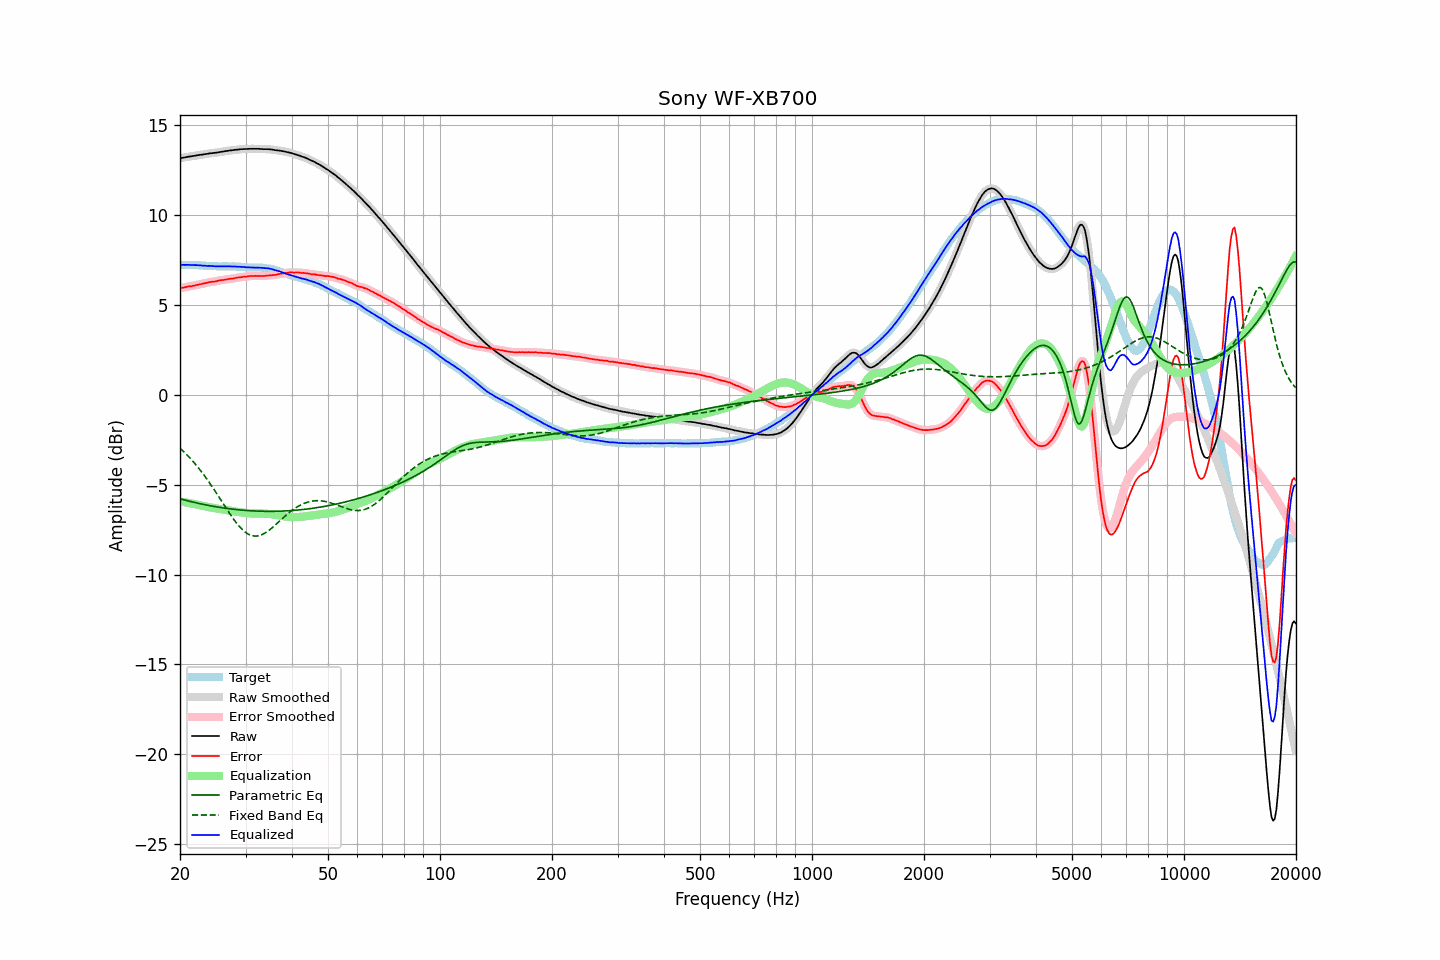 Sony WF-XB700
Amplitude (dBr)
15
10
5
0
−5
−10
−15
−20
−25
20
50
100
200
500
1000
2000
5000
10000
20000
Frequency (Hz)
Target
Raw Smoothed
Error Smoothed
Raw
Error
Equalization
Parametric Eq
Fixed Band Eq
Equalized